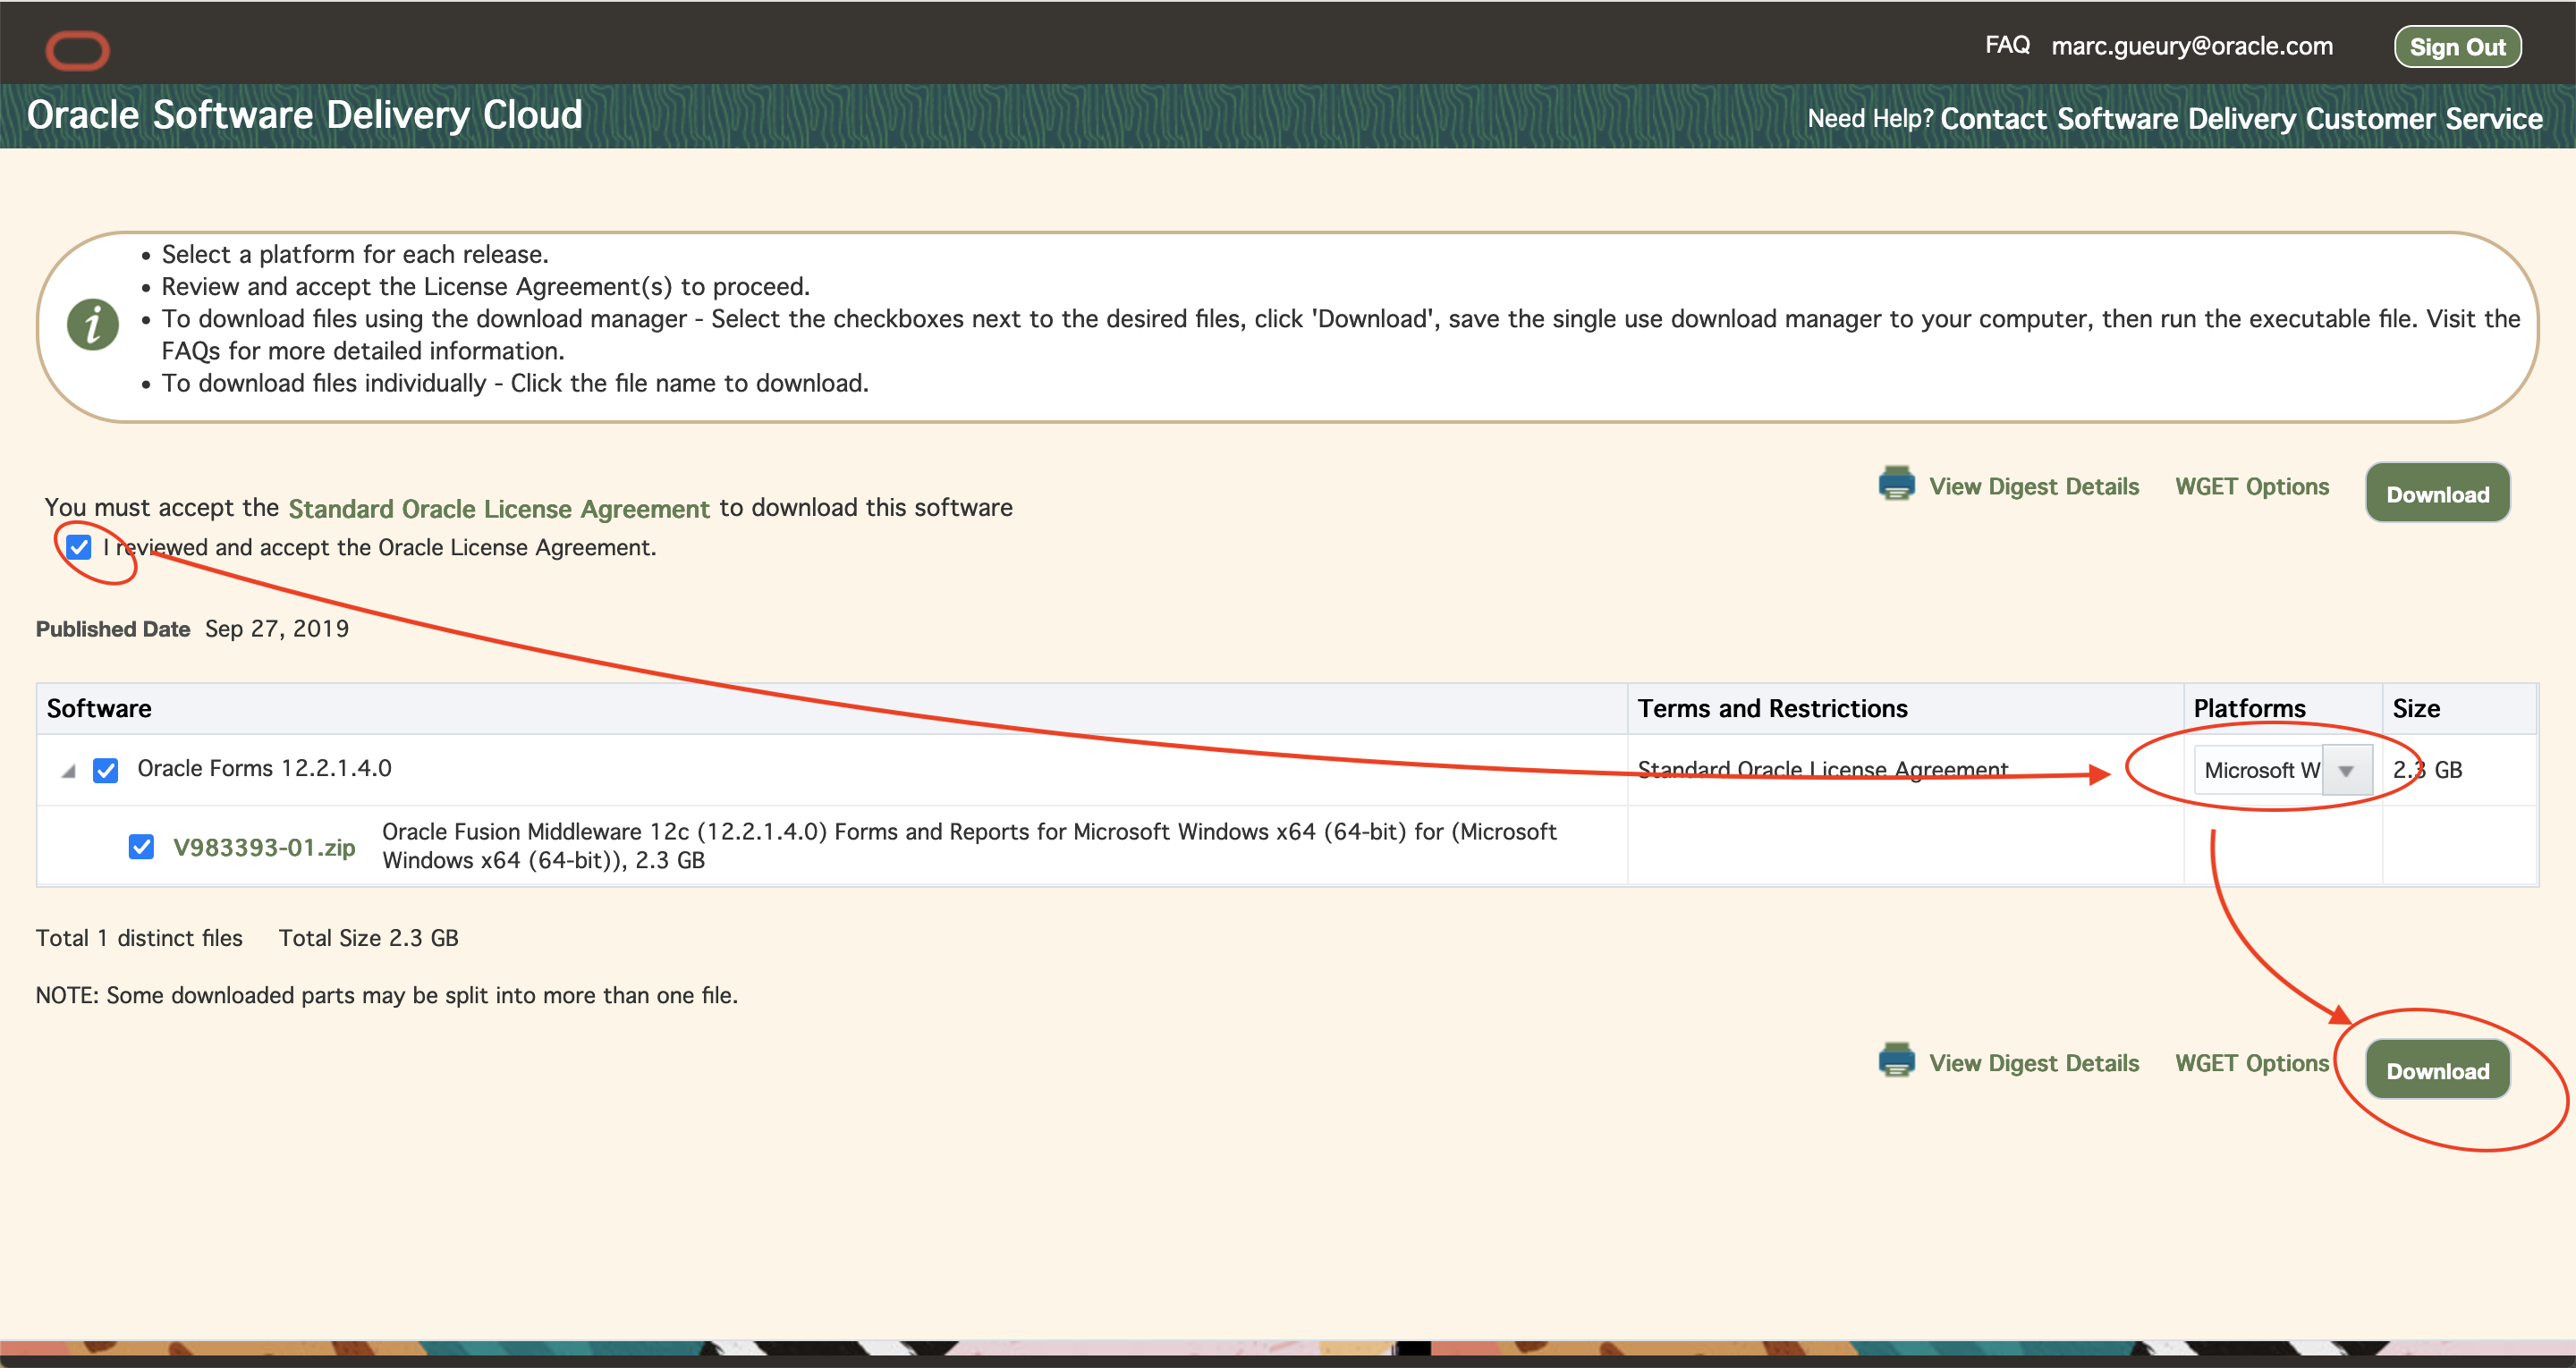 FAQ marc.gueury@oracle.com Sign Out
Oracle Software Delivery Cloud Need Help? Contact Software Delivery Customer Service
• Select a platform for each release.
• Review and accept the License Agreement(s) to proceed.
• To download files using the download manager - Select the checkboxes next to the desired files, click 'Download', save the single use download manager to your computer, then run the executable file. Visit the
FAQs for more detailed information.
• To download files individually - Click the file name to download.
View Digest Details WGET Options Download
You must accept the Standard Oracle License Agreement to download this software
I reviewed and accept the Oracle License Agreement.
Published Date Sep 27, 2019
Software Terms and Restrictions Platforms Size
Oracle Forms 12.2.1.4.0 Standard Oracle License Agreement Microsoft W 2.3 GB
V983393-01.zip Oracle Fusion Middleware 12c (12.2.1.4.0) Forms and Reports for Microsoft Windows x64 (64-bit) for (Microsoft
Windows x64 (64-bit)), 2.3 GB
Total 1 distinct files Total Size 2.3 GB
NOTE: Some downloaded parts may be split into more than one file.
View Digest Details WGET Options Download